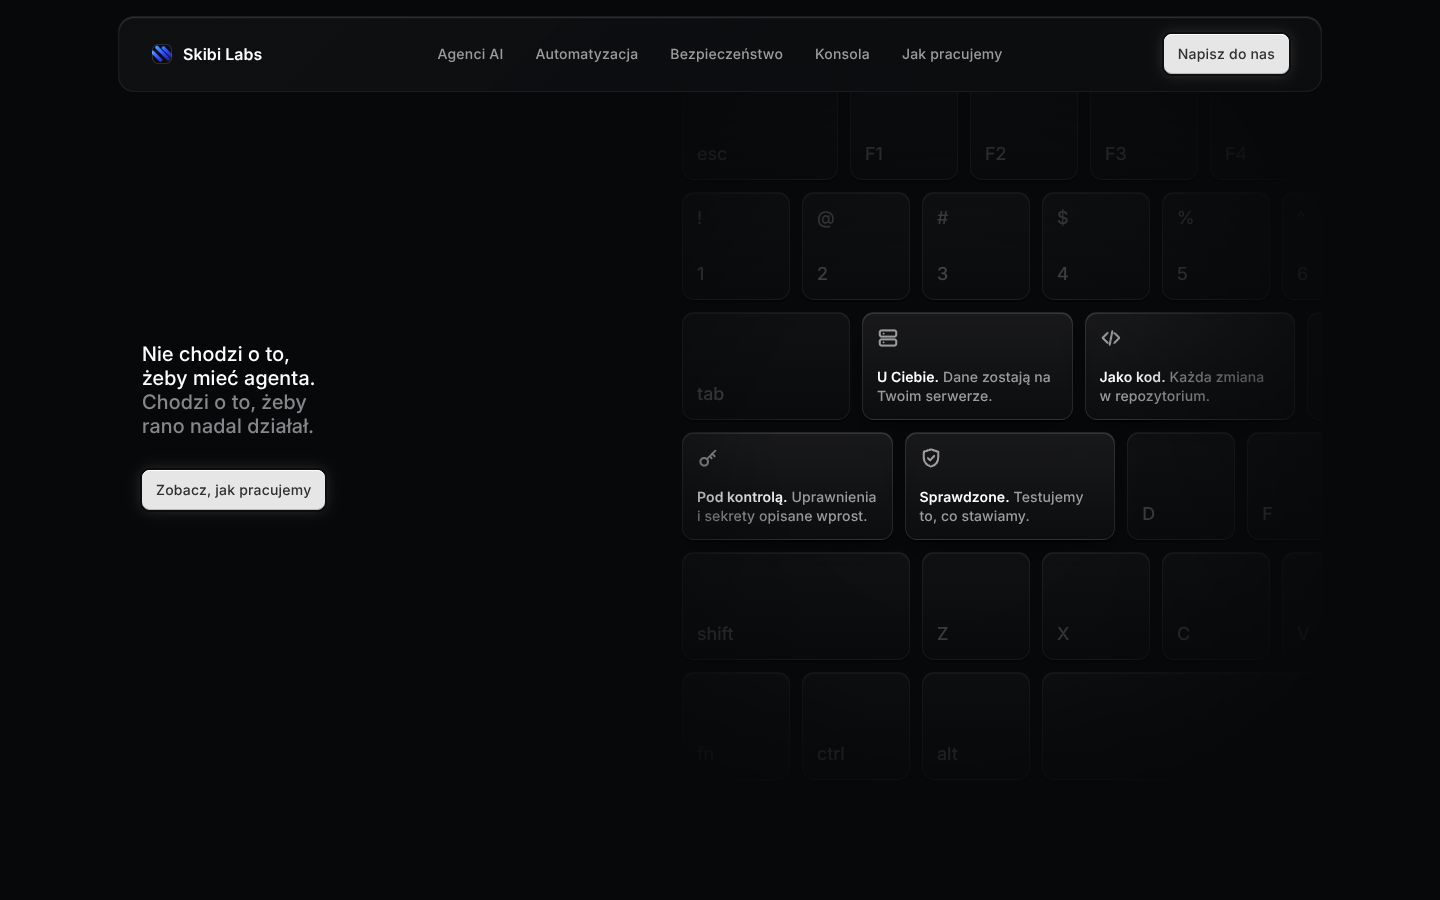 Skibi Labs
Agenci AI
Automatyzacja
Bezpieczeństwo
Konsola
Jak pracujemy
Napisz do nas
Nie chodzi o to,
żeby mieć agenta.
Chodzi o to, żeby
rano nadal działał.
Zobacz, jak pracujemy
esc
F1
F2
F3
F4
!
1
@
2
#
3
$
4
%
5
^
6
tab
U Ciebie. Dane zostają na
Twoim serwerze.
Jako kod. Każda zmiana
w repozytorium.
Pod kontrolą. Uprawnienia
i sekrety opisane wprost.
Sprawdzone. Testujemy
to, co stawiamy.
D
F
shift
Z
X
C
V
fn
ctrl
alt